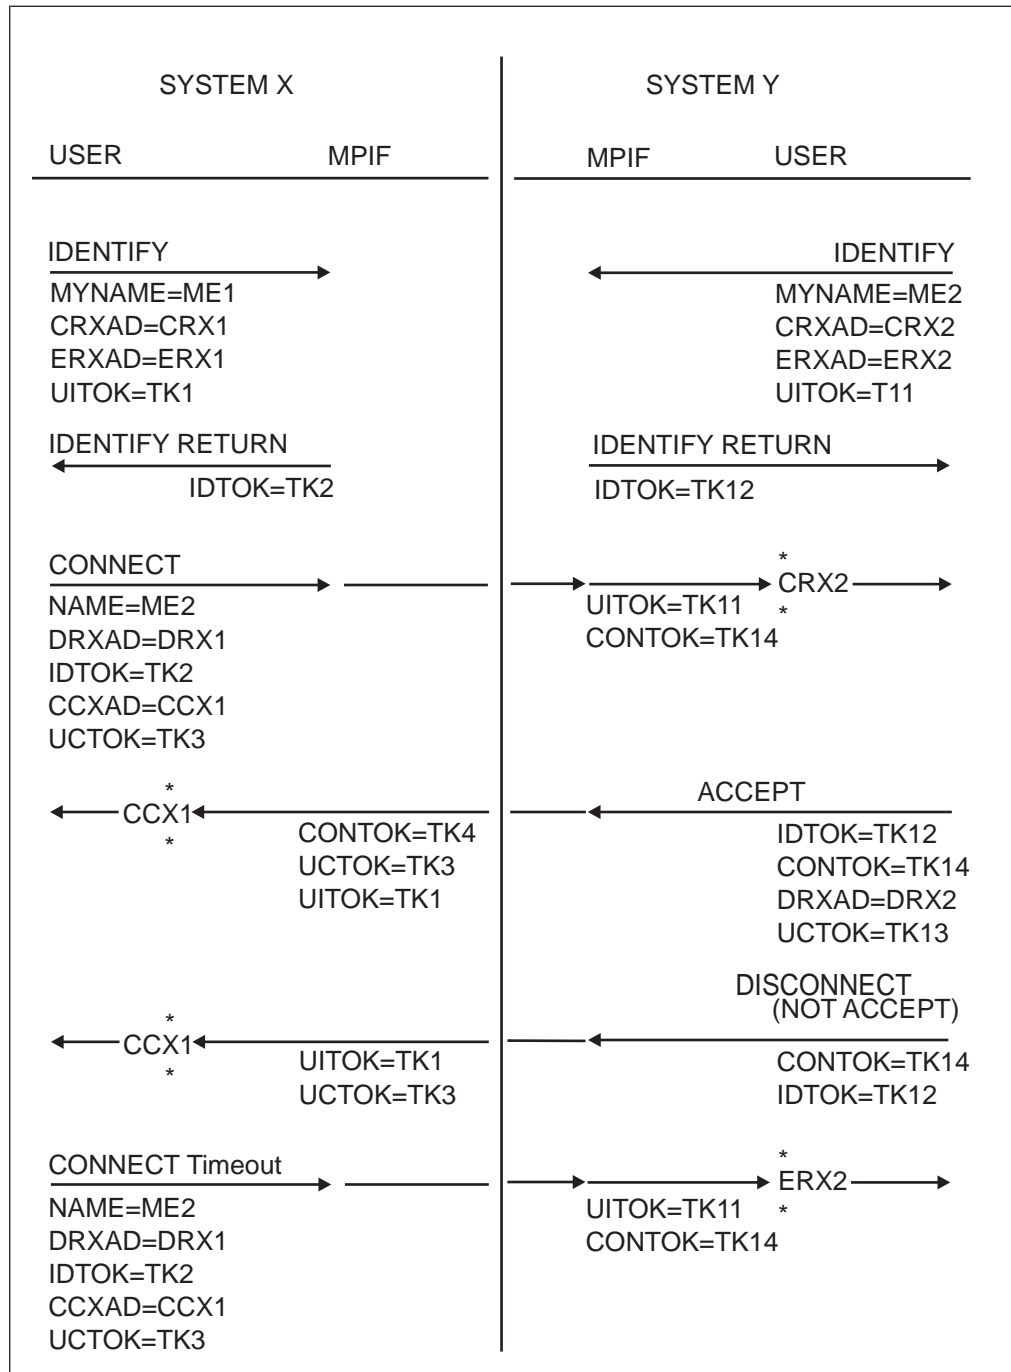 SYSTEM X
SYSTEM Y
USER MPIF
MPIF USER
IDENTIFY
MYNAME=ME1
CRXAD=CRX1
ERXAD=ERX1
UITOK=TK1
IDENTIFY
MYNAME=ME2
CRXAD=CRX2
ERXAD=ERX2
UITOK=T11
IDENTIFY RETURN
IDTOK=TK2
IDENTIFY RETURN
IDTOK=TK12
CONNECT
NAME=ME2
DRXAD=DRX1
IDTOK=TK2
CCXAD=CCX1
UCTOK=TK3
*
CRX2
*
UITOK=TK11
CONTOK=TK14
*
CCX1
*
CONTOK=TK4
UCTOK=TK3
UITOK=TK1
ACCEPT
IDTOK=TK12
CONTOK=TK14
DRXAD=DRX2
UCTOK=TK13
*
CCX1
*
UITOK=TK1
UCTOK=TK3
DISCONNECT
(NOT ACCEPT)
CONTOK=TK14
IDTOK=TK12
CONNECT Timeout
NAME=ME2
DRXAD=DRX1
IDTOK=TK2
CCXAD=CCX1
UCTOK=TK3
*
ERX2
*
UITOK=TK11
CONTOK=TK14